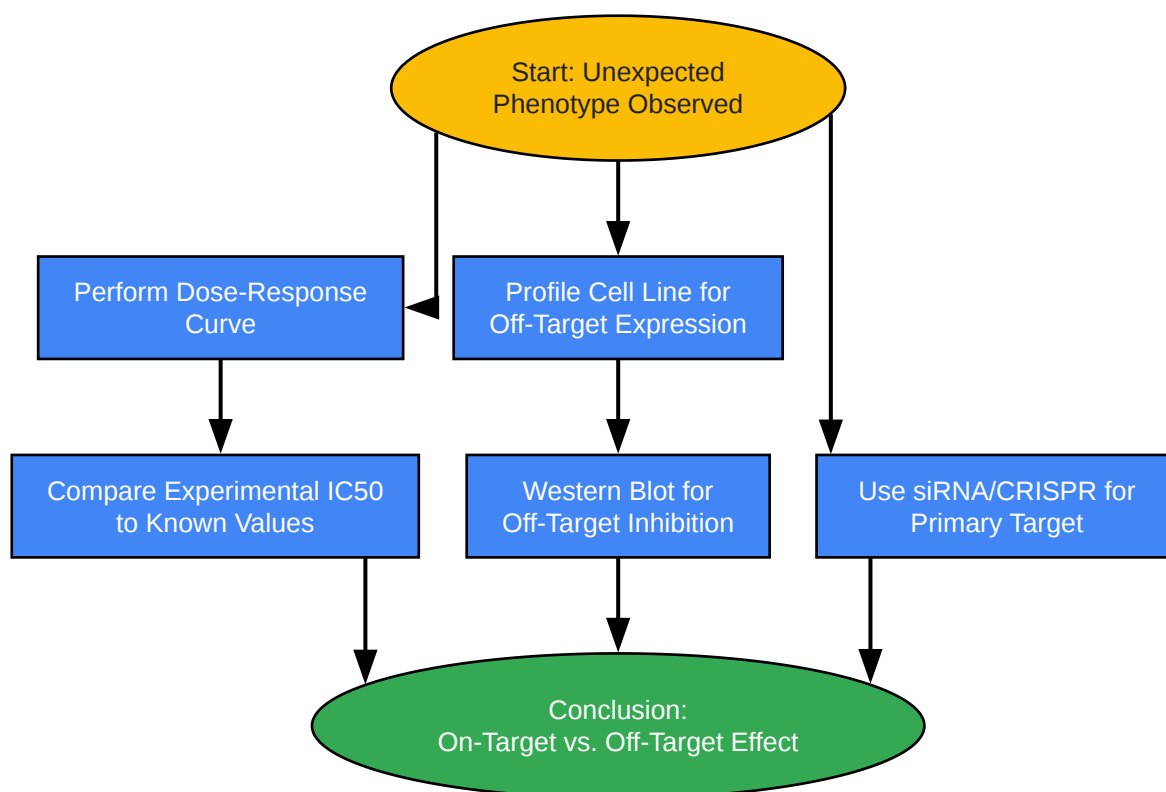 Start: Unexpected
Phenotype Observed
Perform Dose-Response
Curve
Profile Cell Line for
Off-Target Expression
Compare Experimental IC50
to Known Values
Western Blot for
Off-Target Inhibition
Use siRNA/CRISPR for
Primary Target
Conclusion:
On-Target vs. Off-Target Effect